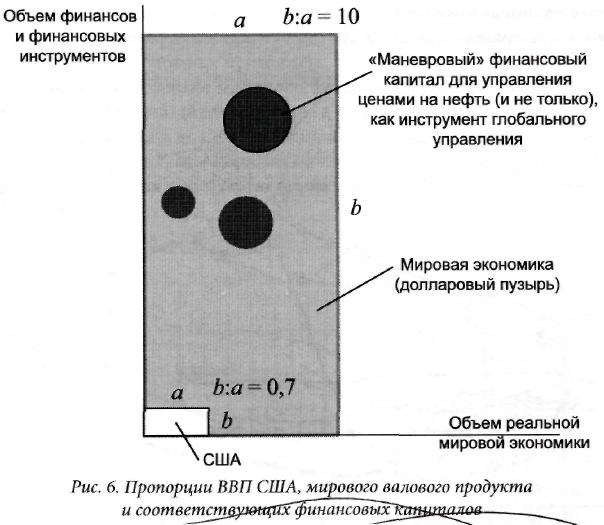 Объем финансов
и финансовых
инструментов
a b:a = 10
«Маневровый» финансовый
капитал для управления
ценами на нефть (и не только),
как инструмент глобального
управления
b
Мировая экономика
(долларовый пузырь)
b:a = 0,7
a
b
Объем реальной
мировой экономики
США
Рис. 6. Пропорции ВВП США, мирового валового продукта
и соответствующих финансовых капиталов